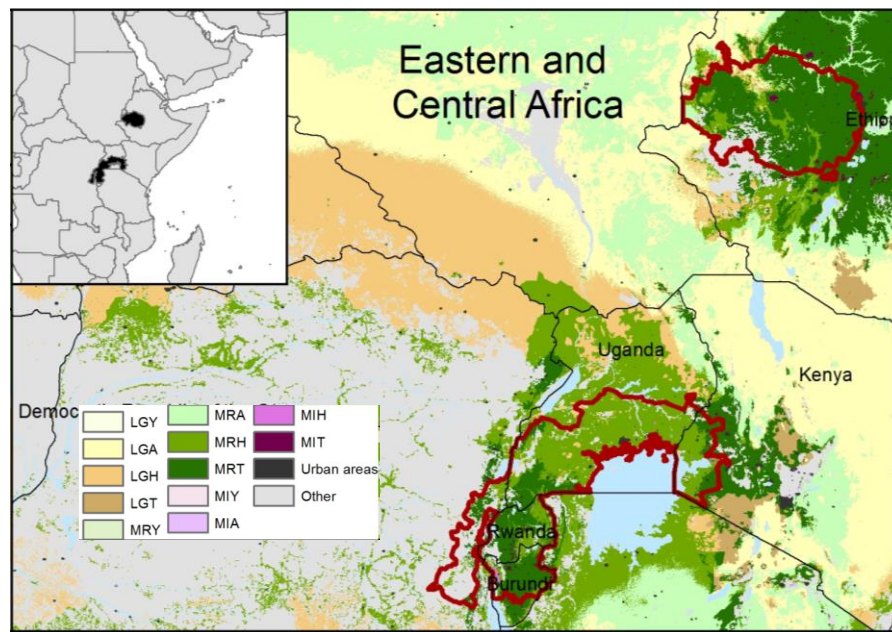 Eastern and
Central Africa
Ethiop
Uganda
Kenya
Democ
Rwanda
Burundi
LGY
LGA
LGH
LGT
MRY
MRA
MRH
MRT
MIY
MIA
MIH
MIT
Urban areas
Other